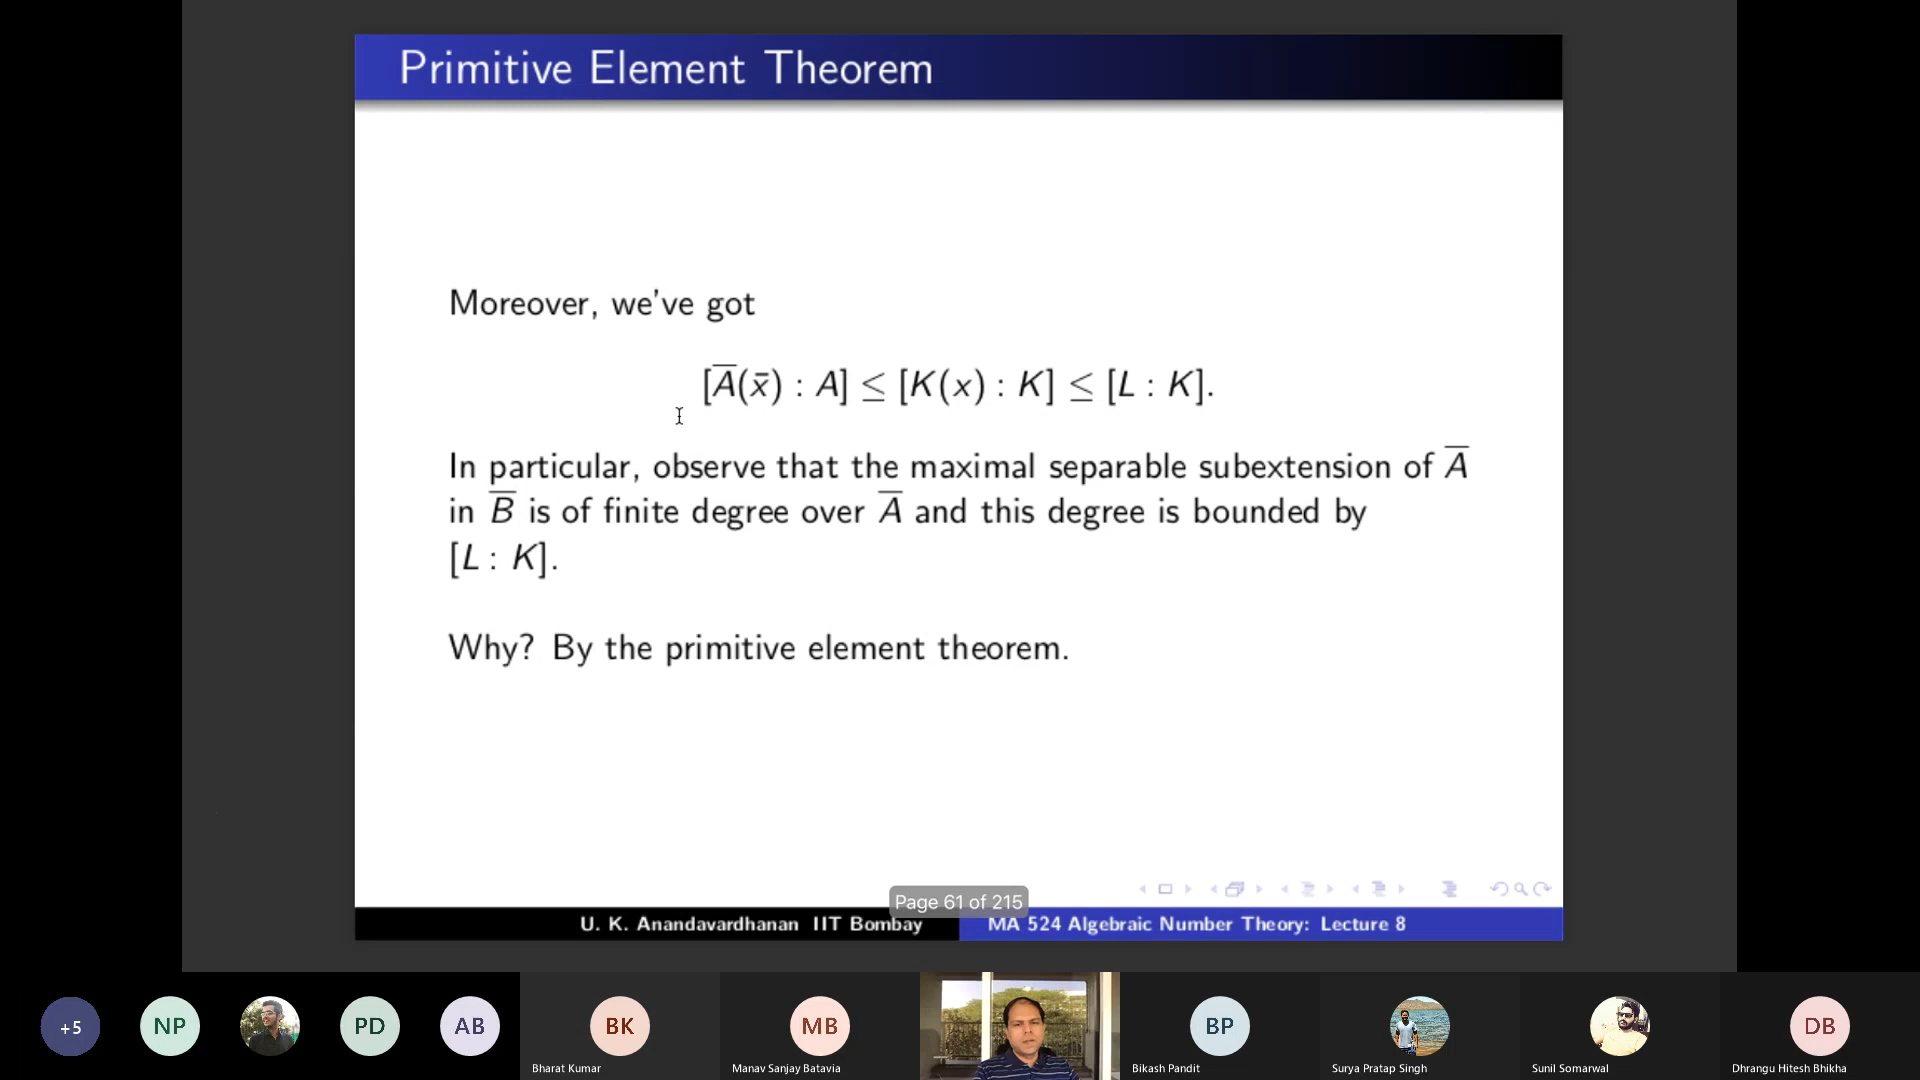 Primitive Element Theorem
Moreover, we've got
[A̅(x̄) : A] ≤ [K(x) : K] ≤ [L : K].
In particular, observe that the maximal separable subextension of A̅
in B̅ is of finite degree over A̅ and this degree is bounded by
[L : K].
Why? By the primitive element theorem.
Page 61 of 215
U. K. Anandavardhanan IIT Bombay
MA 524 Algebraic Number Theory: Lecture 8
+5
NP
PD
AB
BK
MB
BP
DB
Bharat Kumar
Manav Sanjay Batavia
Bikash Pandit
Surya Pratap Singh
Sunil Somarwal
Dhrangu Hitesh Bhikha